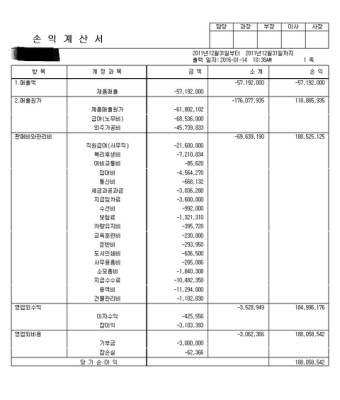 담당 과장 부장 이사 사장
손 익 계 산 서
2011년12월31일부터 2011년12월31일까지
출력 일자:2016-01-14 10:38AM 1 쪽
항 목 계 정 과 목 금 액 소 계 손 익
1.매출액 -57,192,000 -57,192,000
제품매출 -57,192,000
2.매출원가 -176,077,935 118,885,935
제품매출원가 -61,802,102
급여(노무비) -68,536,000
외주가공비 -45,739,833
판매비와관리비 -69,639,190 188,525,125
직원급여(사무직) -21,600,000
복리후생비 -7,210,834
여비교통비 -85,620
접대비 -4,564,270
통신비 -668,132
세금과공과금 -3,036,280
지급임차료 -3,600,000
수선비 -992,000
보험료 -1,321,310
차량유지비 -395,720
교육훈련비 -230,000
운반비 -293,950
도서인쇄비 -636,500
사무용품비 -205,086
소모품비 -1,840,308
지급수수료 -10,482,350
용역비 -11,294,000
건물관리비 -1,182,830
영업외수익 -3,528,949 184,996,176
이자수익 -425,556
잡이익 -3,103,393
영업외비용 -3,062,366 188,058,542
기부금 -3,000,000
잡손실 -62,366
당 기 순 이 익 188,058,542